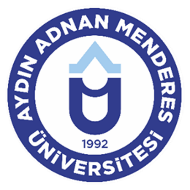 AYDIN ADNAN MENDERES
1992
ÜNİVERSİTESİ